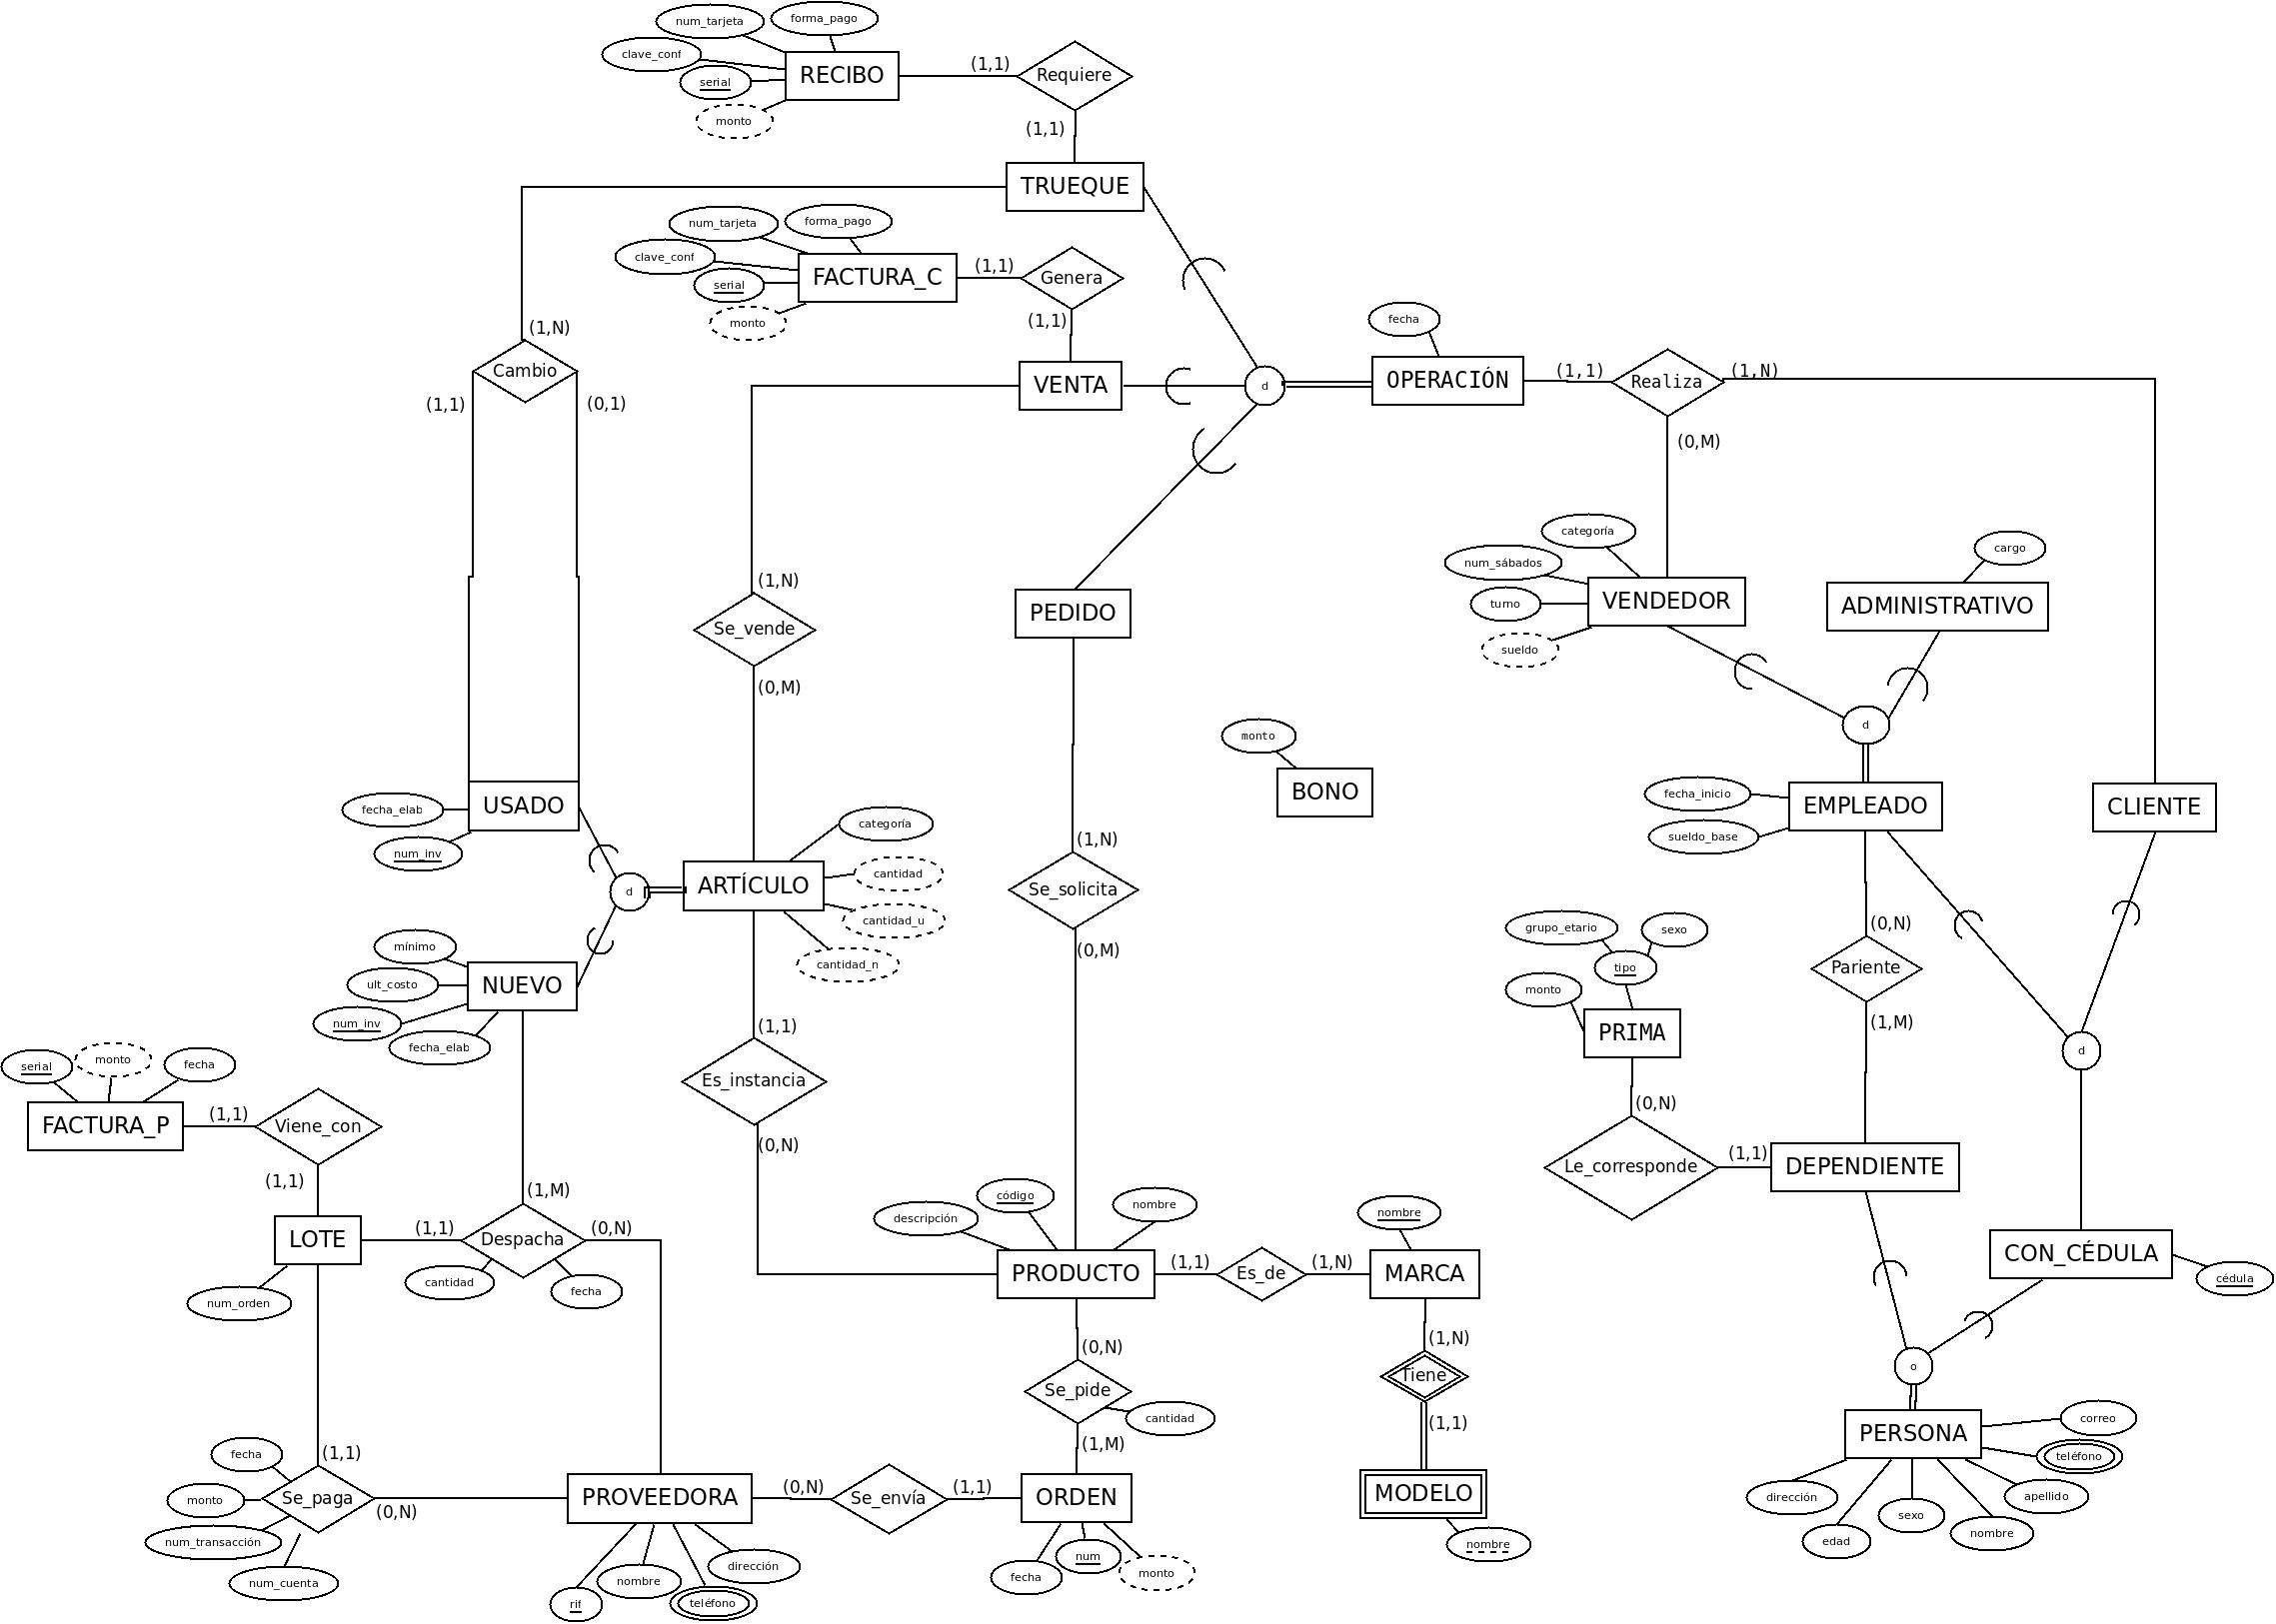 num_tarjeta
forma_pago
clave_conf
serial
monto
RECIBO
(1,1)
Requiere
(1,1)
TRUEQUE
num_tarjeta
forma_pago
clave_conf
serial
monto
FACTURA_C
(1,1)
Genera
(1,1)
VENTA
d
fecha
OPERACIÓN
(1,1)
Realiza
(1,N)
(0,M)
(1,N)
Cambio
(1,1)
(0,1)
categoría
num_sábados
turno
sueldo
VENDEDOR
cargo
ADMINISTRATIVO
(1,N)
Se_vende
(0,M)
PEDIDO
d
monto
BONO
fecha_inicio
sueldo_base
EMPLEADO
CLIENTE
fecha_elab
num_inv
USADO
d
ARTÍCULO
categoría
cantidad
cantidad_u
cantidad_n
(1,N)
Se_solicita
(0,M)
mínimo
ult_costo
num_inv
fecha_elab
NUEVO
grupo_etario
sexo
tipo
monto
PRIMA
(0,N)
Pariente
(1,M)
d
(1,1)
Es_instancia
(0,N)
serial
monto
fecha
FACTURA_P
(1,1)
Viene_con
(1,1)
(0,N)
Le_corresponde
(1,1)
DEPENDIENTE
LOTE
num_orden
(1,1)
(1,M)
Despacha
(0,N)
cantidad
fecha
descripción
código
nombre
PRODUCTO
(1,1)
Es_de
(1,N)
nombre
MARCA
CON_CÉDULA
cédula
(1,N)
Tiene
(1,1)
MODELO
nombre
o
PERSONA
correo
teléfono
apellido
nombre
sexo
edad
dirección
(0,N)
Se_pide
cantidad
(1,M)
fecha
monto
num_transacción
num_cuenta
(1,1)
Se_paga
(0,N)
PROVEEDORA
rif
nombre
teléfono
dirección
(0,N)
Se_envía
(1,1)
ORDEN
fecha
num
monto